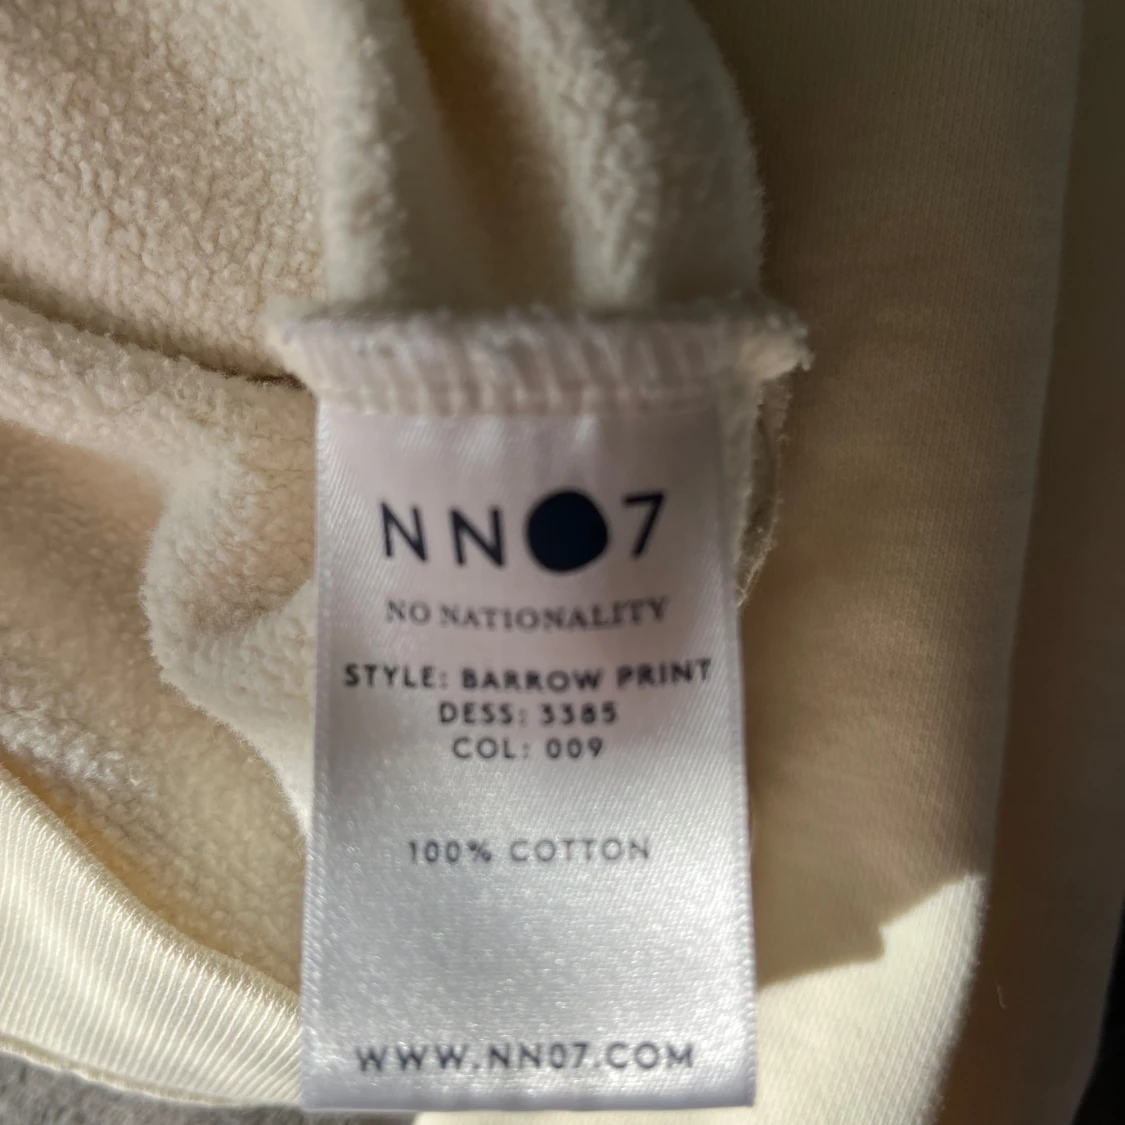 NN07
NO NATIONALITY
STYLE: BARROW PRINT
DESS: 3385
COL: 009
100% COTTON
WWW.NN07.COM